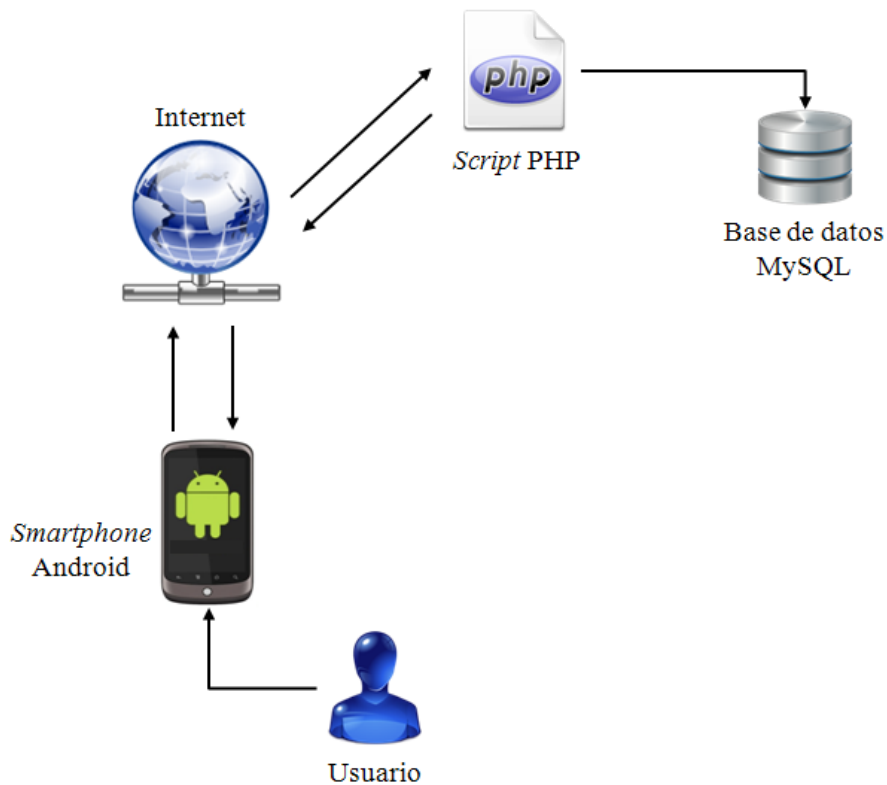 php
Internet
Script PHP
Base de datos
MySQL
Smartphone
Android
Usuario